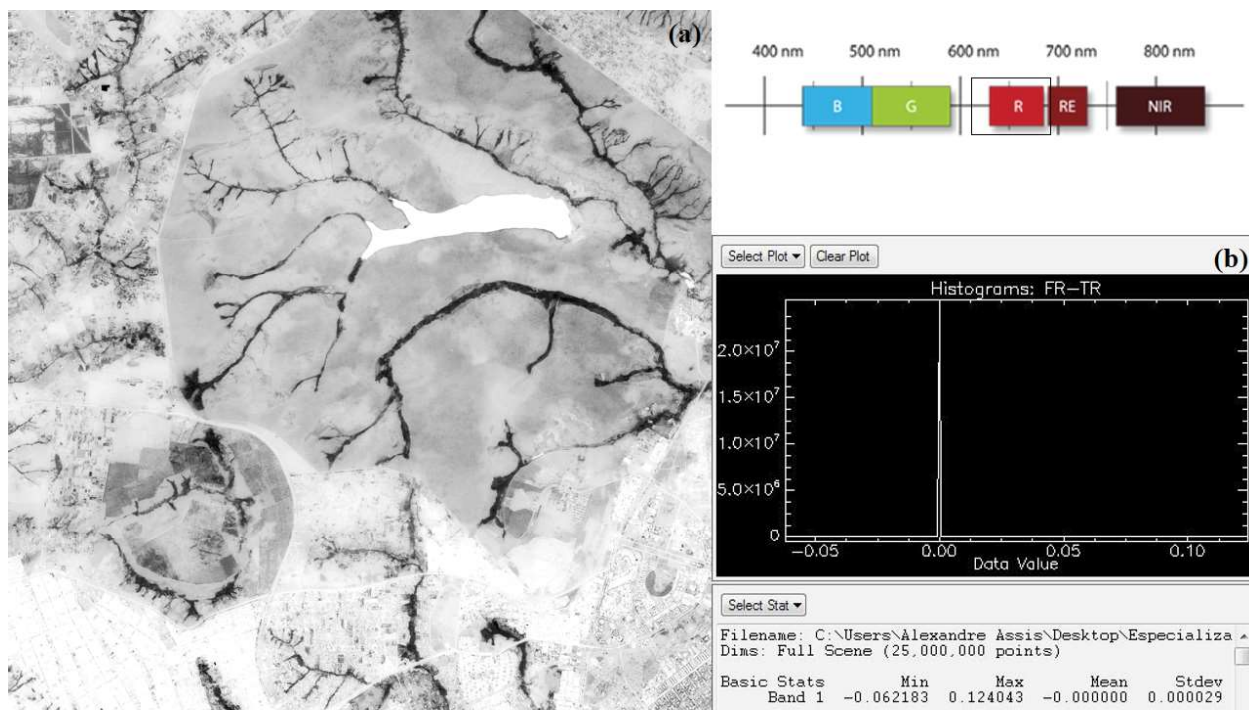 (a)
400 nm 500 nm 600 nm 700 nm 800 nm
B G R RE NIR
Select Plot Clear Plot (b)
Histograms: FR-TR
2.0×10⁷
1.5×10⁷
1.0×10⁷
5.0×10⁶
0
-0.05 0.00 0.05 0.10
Data Value
Select Stat
Filename: C:\Users\Alexandre Assis\Desktop\Especializa
Dims: Full Scene (25,000,000 points)
Basic Stats Min Max Mean Stdev
Band 1 -0.062183 0.124043 -0.000000 0.000029